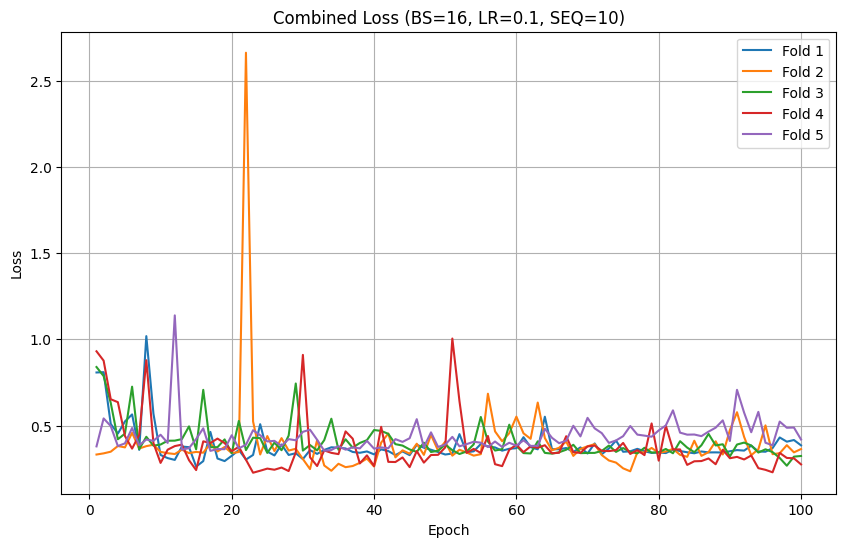 Combined Loss (BS=16, LR=0.1, SEQ=10)
Fold 1
Fold 2
Fold 3
Fold 4
Fold 5
2.5
2.0
1.5
1.0
0.5
Loss
0 20 40 60 80 100
Epoch